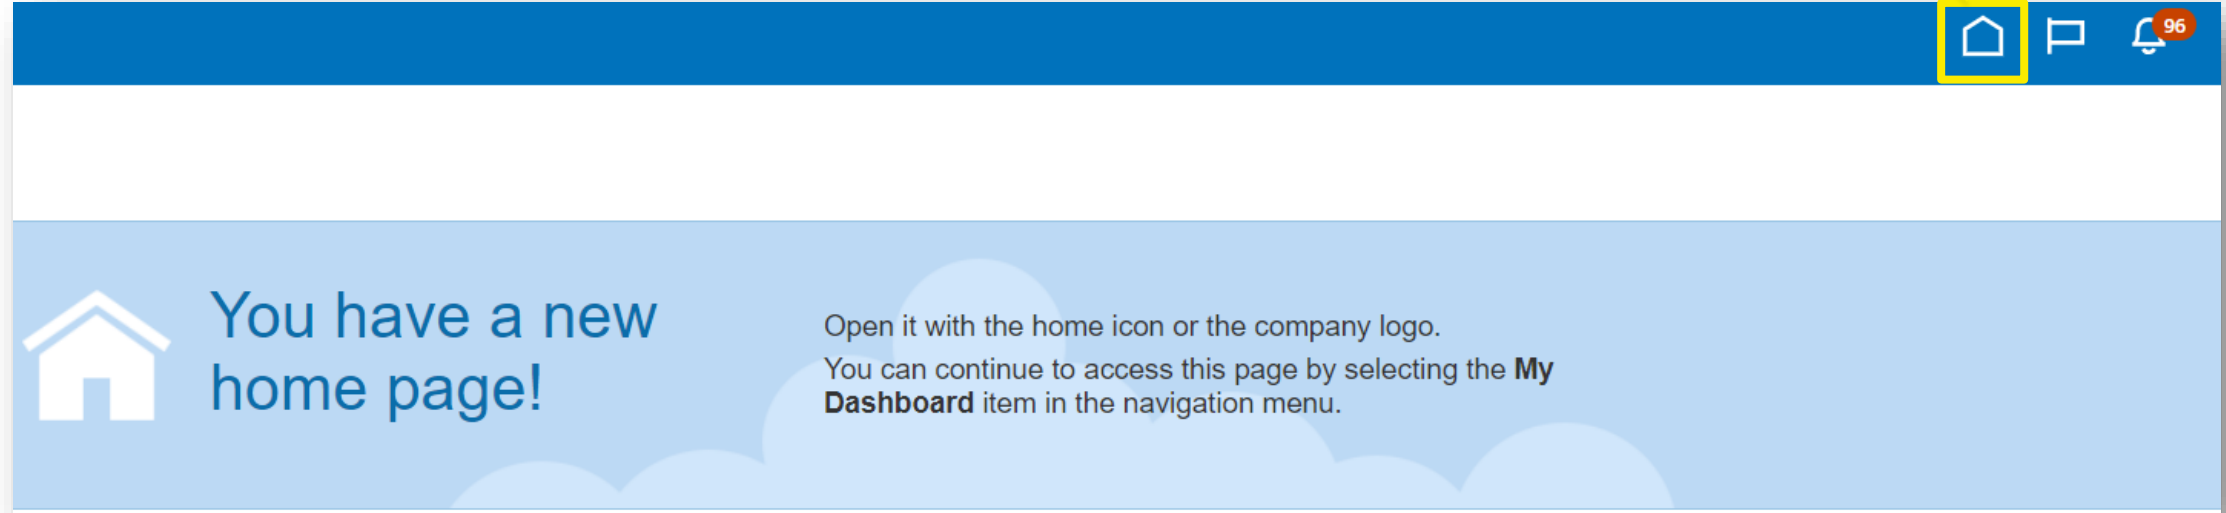 96
You have a new
home page!
Open it with the home icon or the company logo.
You can continue to access this page by selecting the My
Dashboard item in the navigation menu.